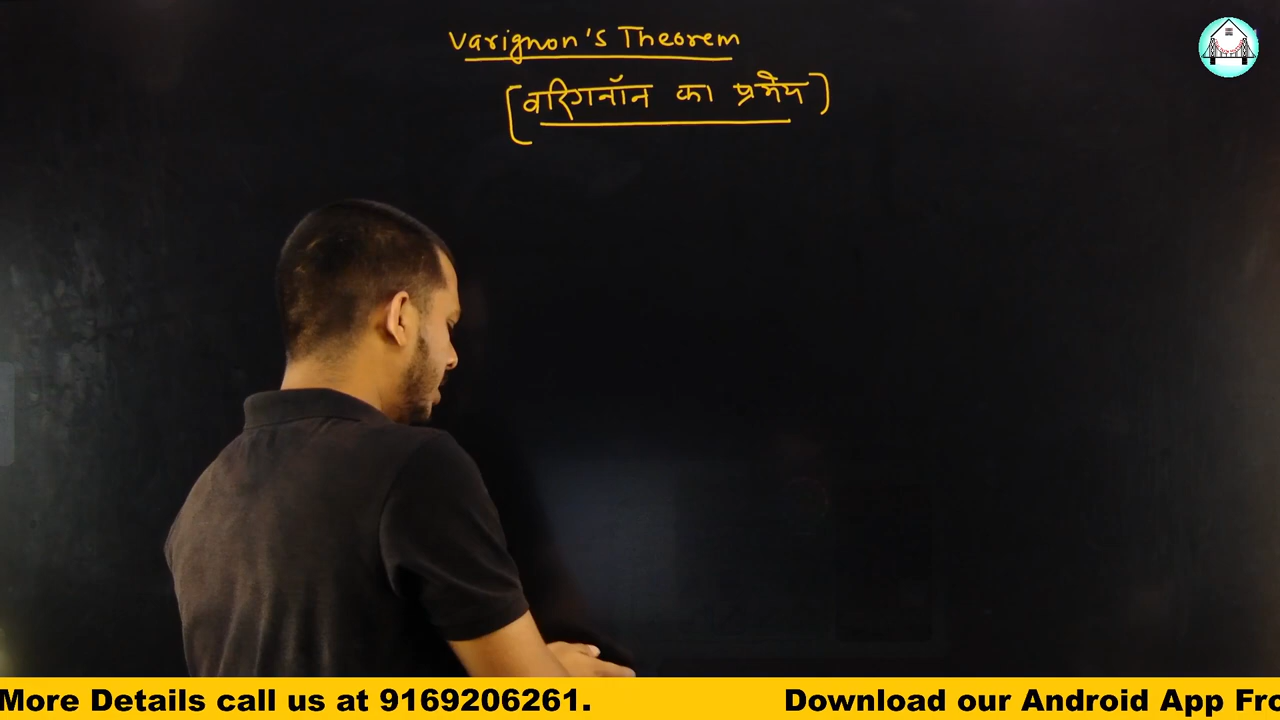 Varignon's Theorem
(वरिगनॉन का प्रमेय)
More Details call us at 9169206261.
Download our Android App Fro